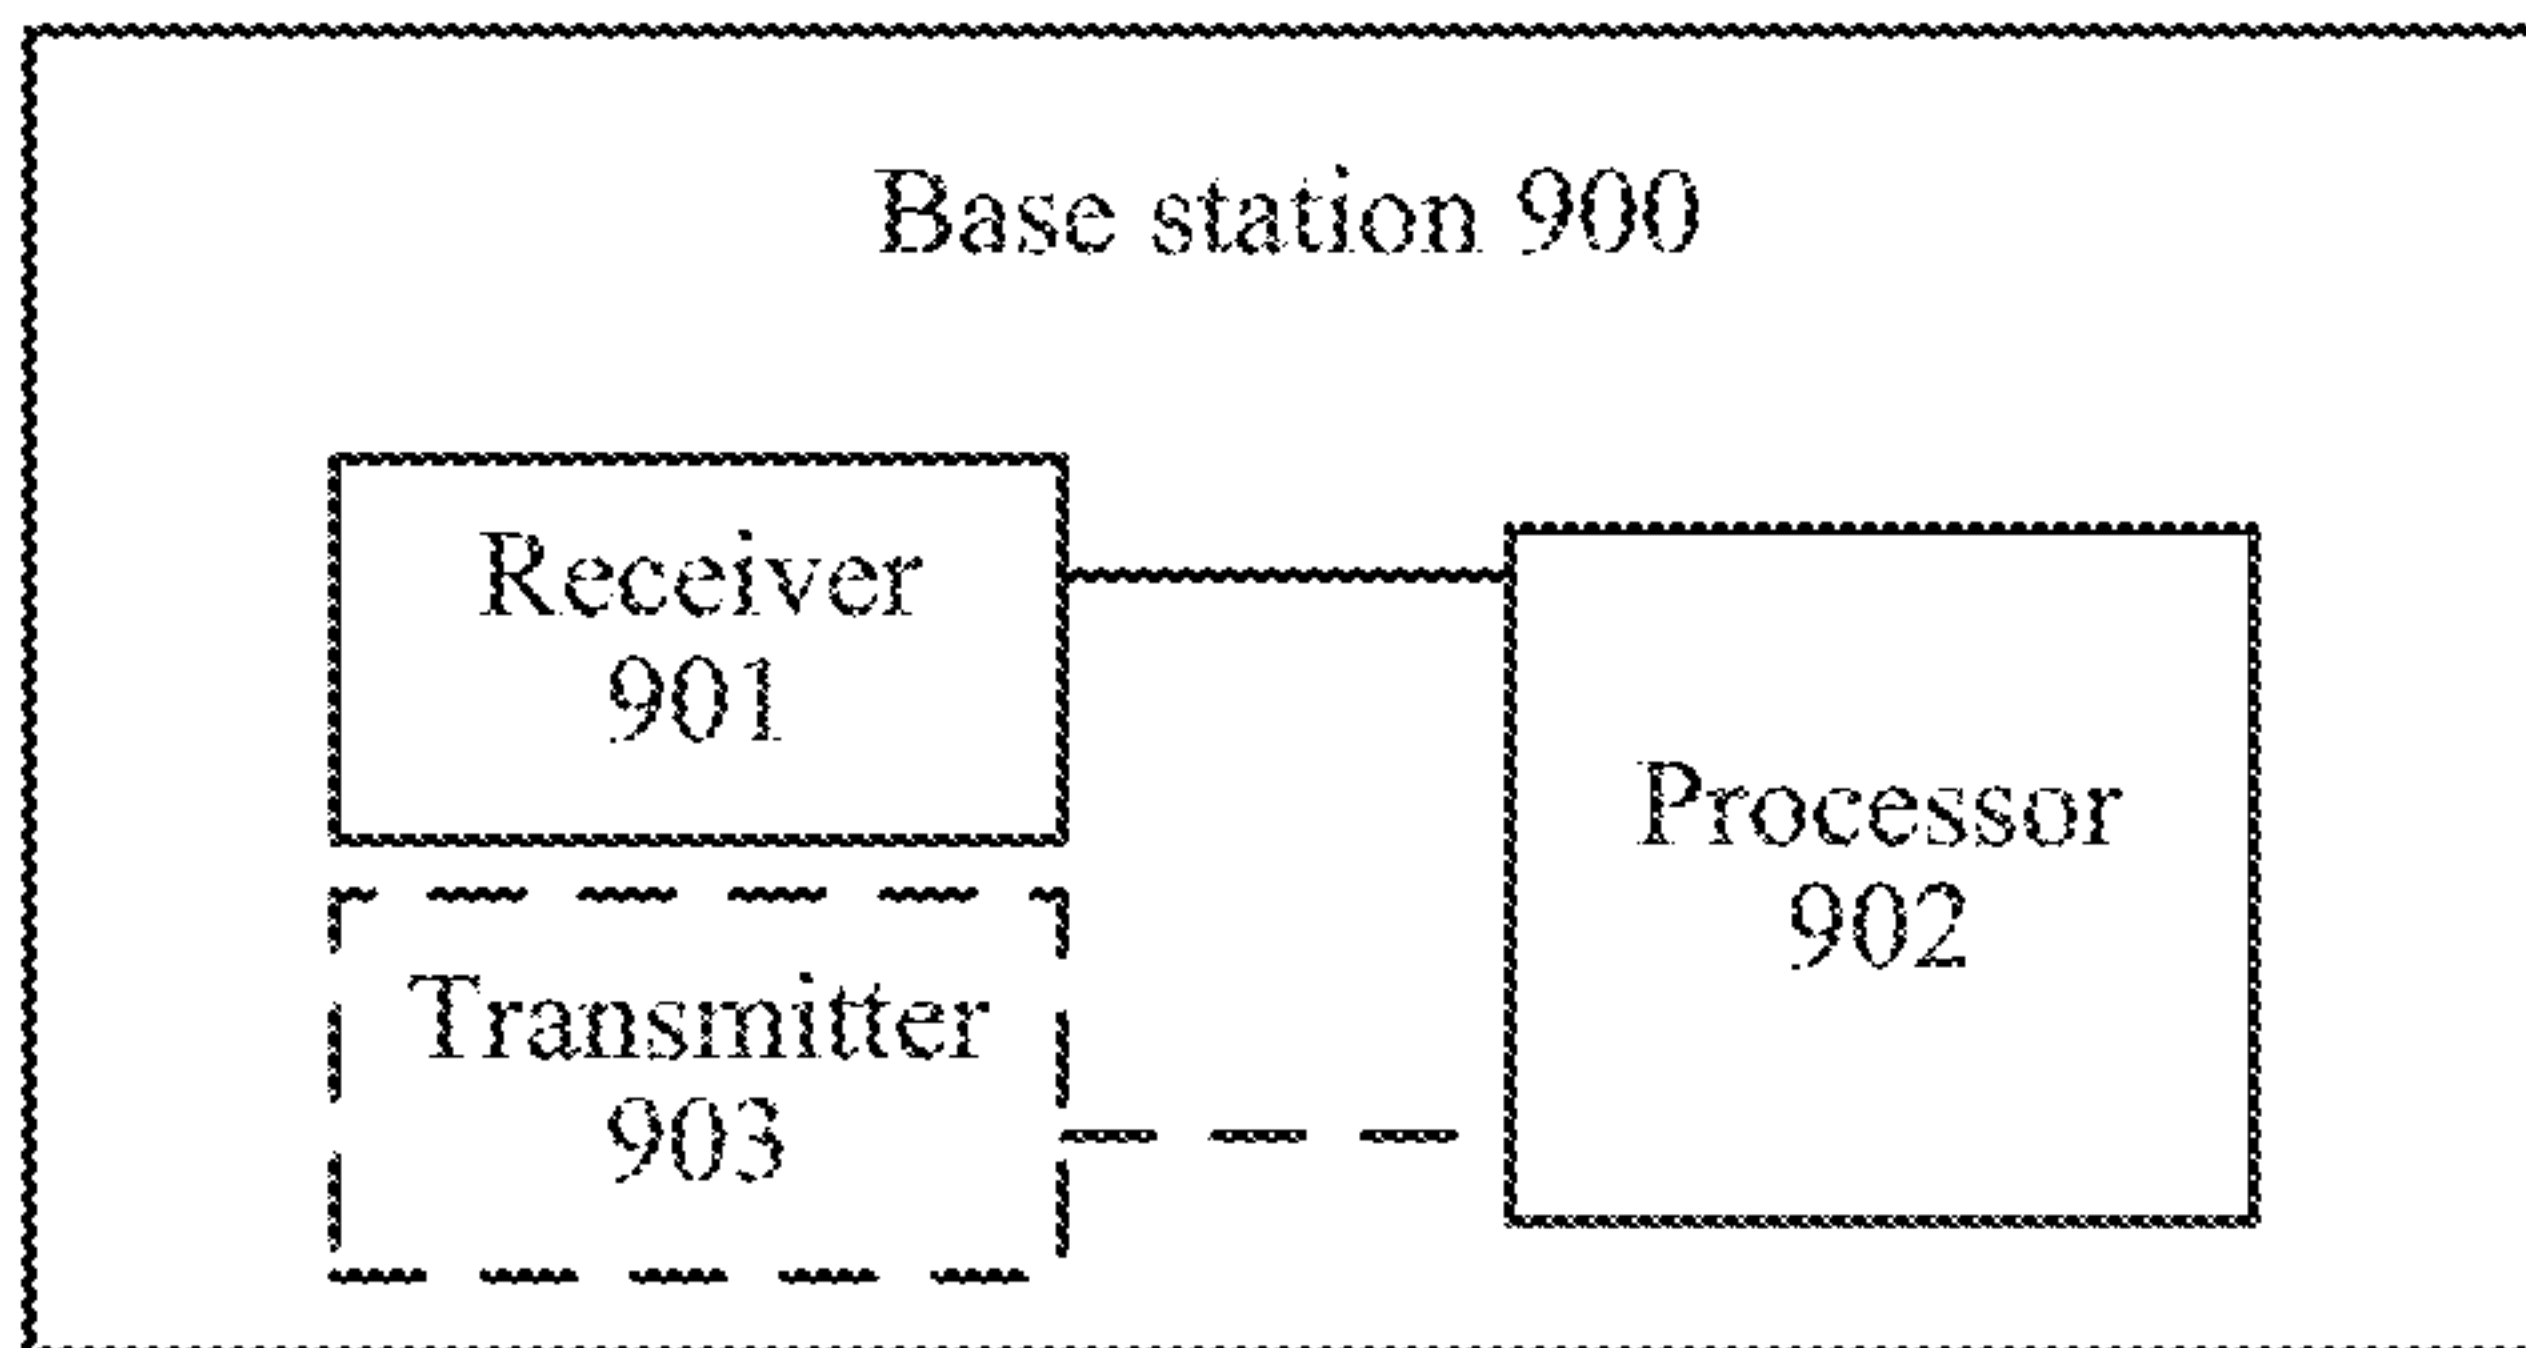 Base station 900
Receiver
901
Processor
902
Transmitter
903